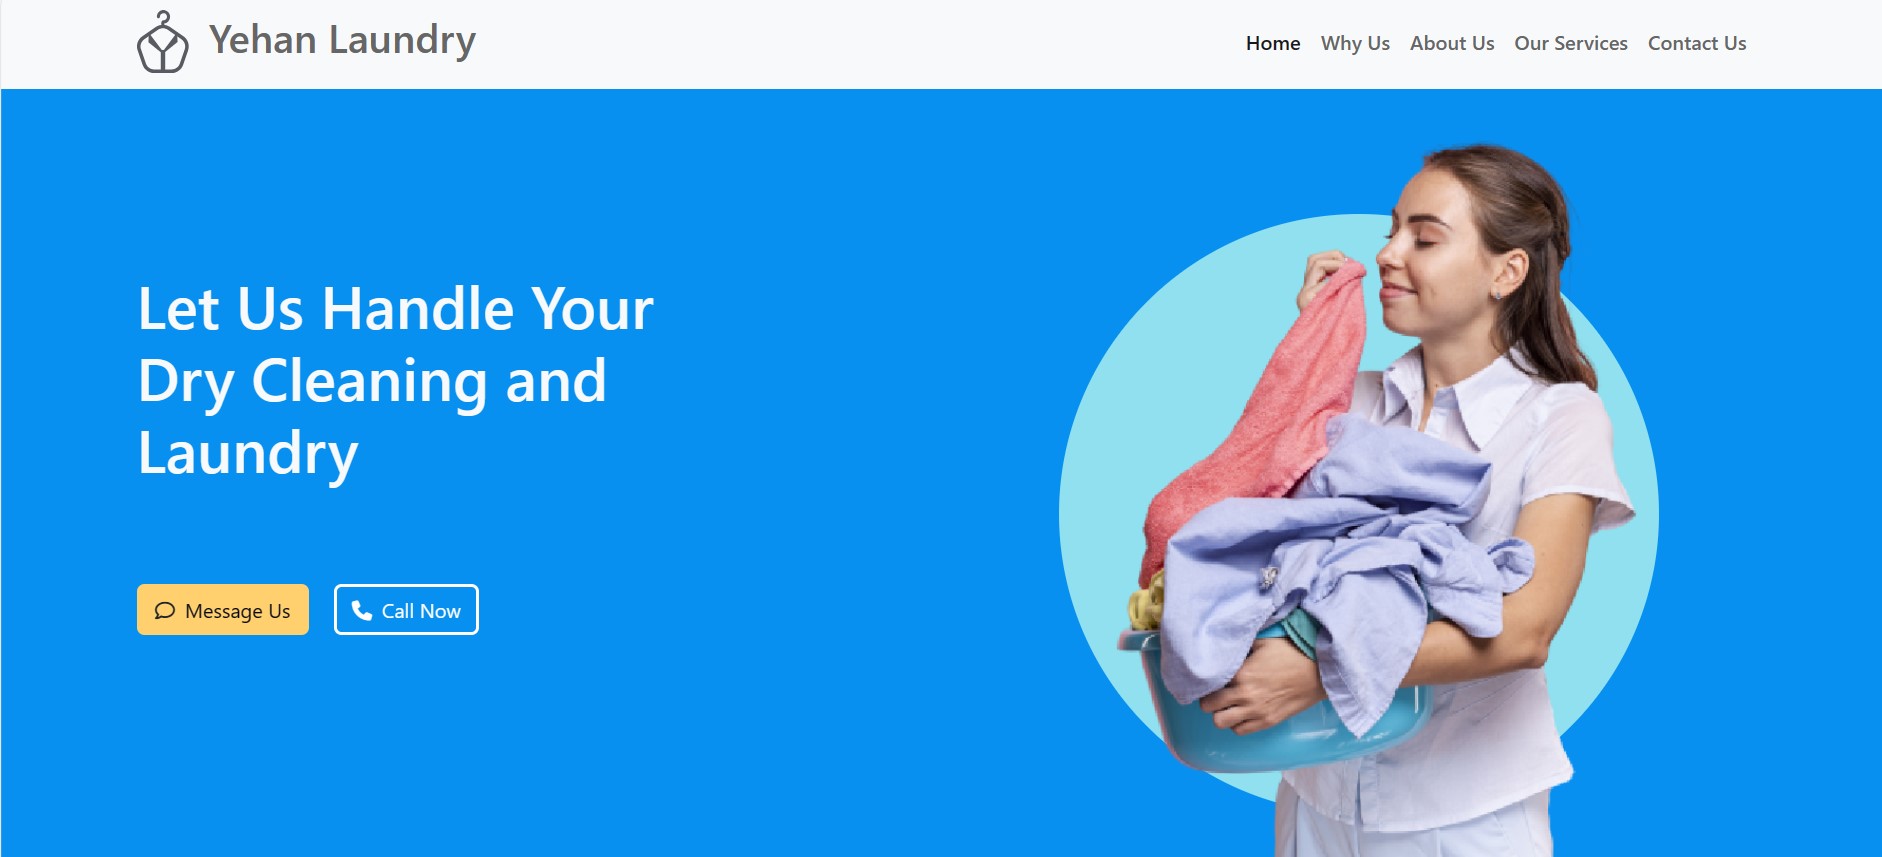 Yehan Laundry
Home Why Us About Us Our Services Contact Us
Let Us Handle Your
Dry Cleaning and
Laundry
Message Us Call Now